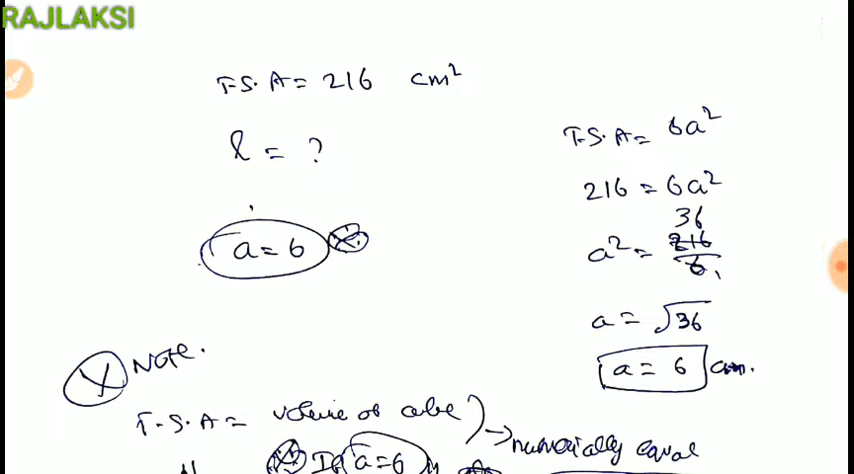 RAJLAKSI
T.S.A = 216 cm²
l = ?
a = 6
T.S.A = 6a²
216 = 6a²
36
a² = 216/6
a = √36
a = 6 cm.
Note.
T.S.A = volume of cube
→ numerically equal
If a=6